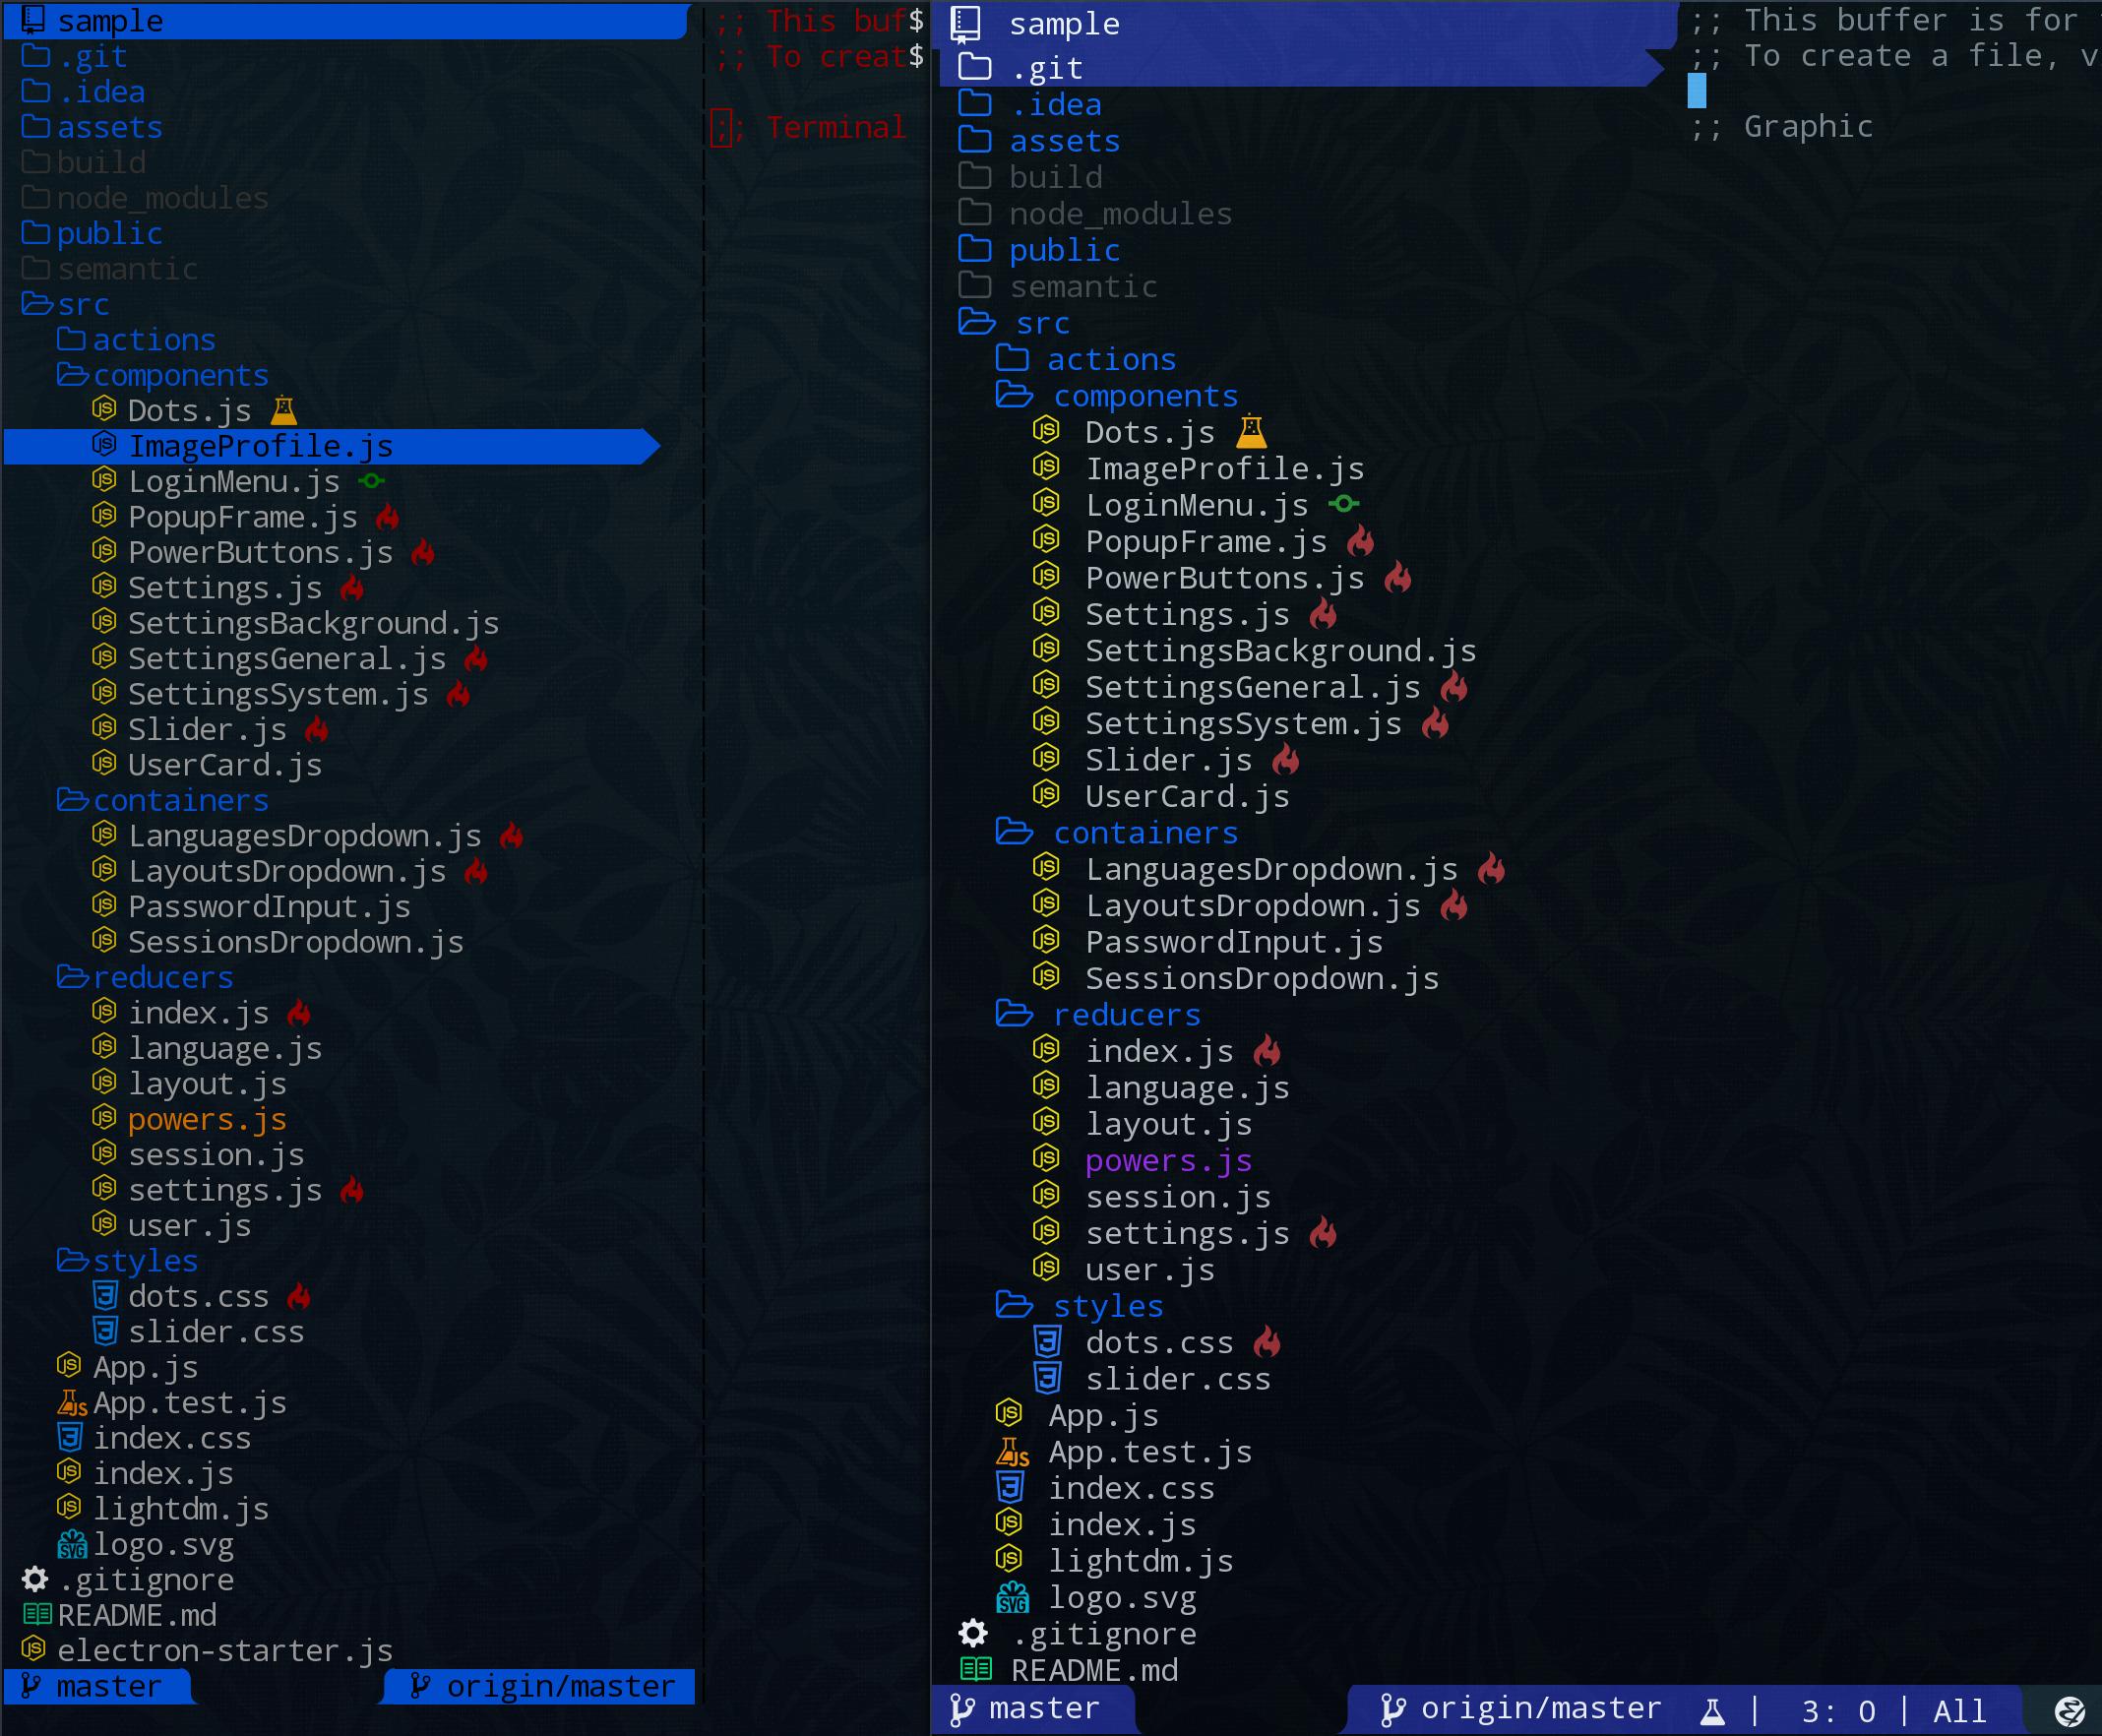 sample
.git
.idea
assets
build
node_modules
public
semantic
src
actions
components
Dots.js
ImageProfile.js
LoginMenu.js
PopupFrame.js
PowerButtons.js
Settings.js
SettingsBackground.js
SettingsGeneral.js
SettingsSystem.js
Slider.js
UserCard.js
containers
LanguagesDropdown.js
LayoutsDropdown.js
PasswordInput.js
SessionsDropdown.js
reducers
index.js
language.js
layout.js
powers.js
session.js
settings.js
user.js
styles
dots.css
slider.css
App.js
App.test.js
index.css
index.js
lightdm.js
logo.svg
.gitignore
README.md
electron-starter.js
master origin/master
;; This buf$
;; To creat$
;; Terminal
sample
.git
.idea
assets
build
node_modules
public
semantic
src
actions
components
Dots.js
ImageProfile.js
LoginMenu.js
PopupFrame.js
PowerButtons.js
Settings.js
SettingsBackground.js
SettingsGeneral.js
SettingsSystem.js
Slider.js
UserCard.js
containers
LanguagesDropdown.js
LayoutsDropdown.js
PasswordInput.js
SessionsDropdown.js
reducers
index.js
language.js
layout.js
powers.js
session.js
settings.js
user.js
styles
dots.css
slider.css
App.js
App.test.js
index.css
index.js
lightdm.js
logo.svg
.gitignore
README.md
master origin/master | 3: 0 | All
;; This buffer is for
;; To create a file, v
;; Graphic